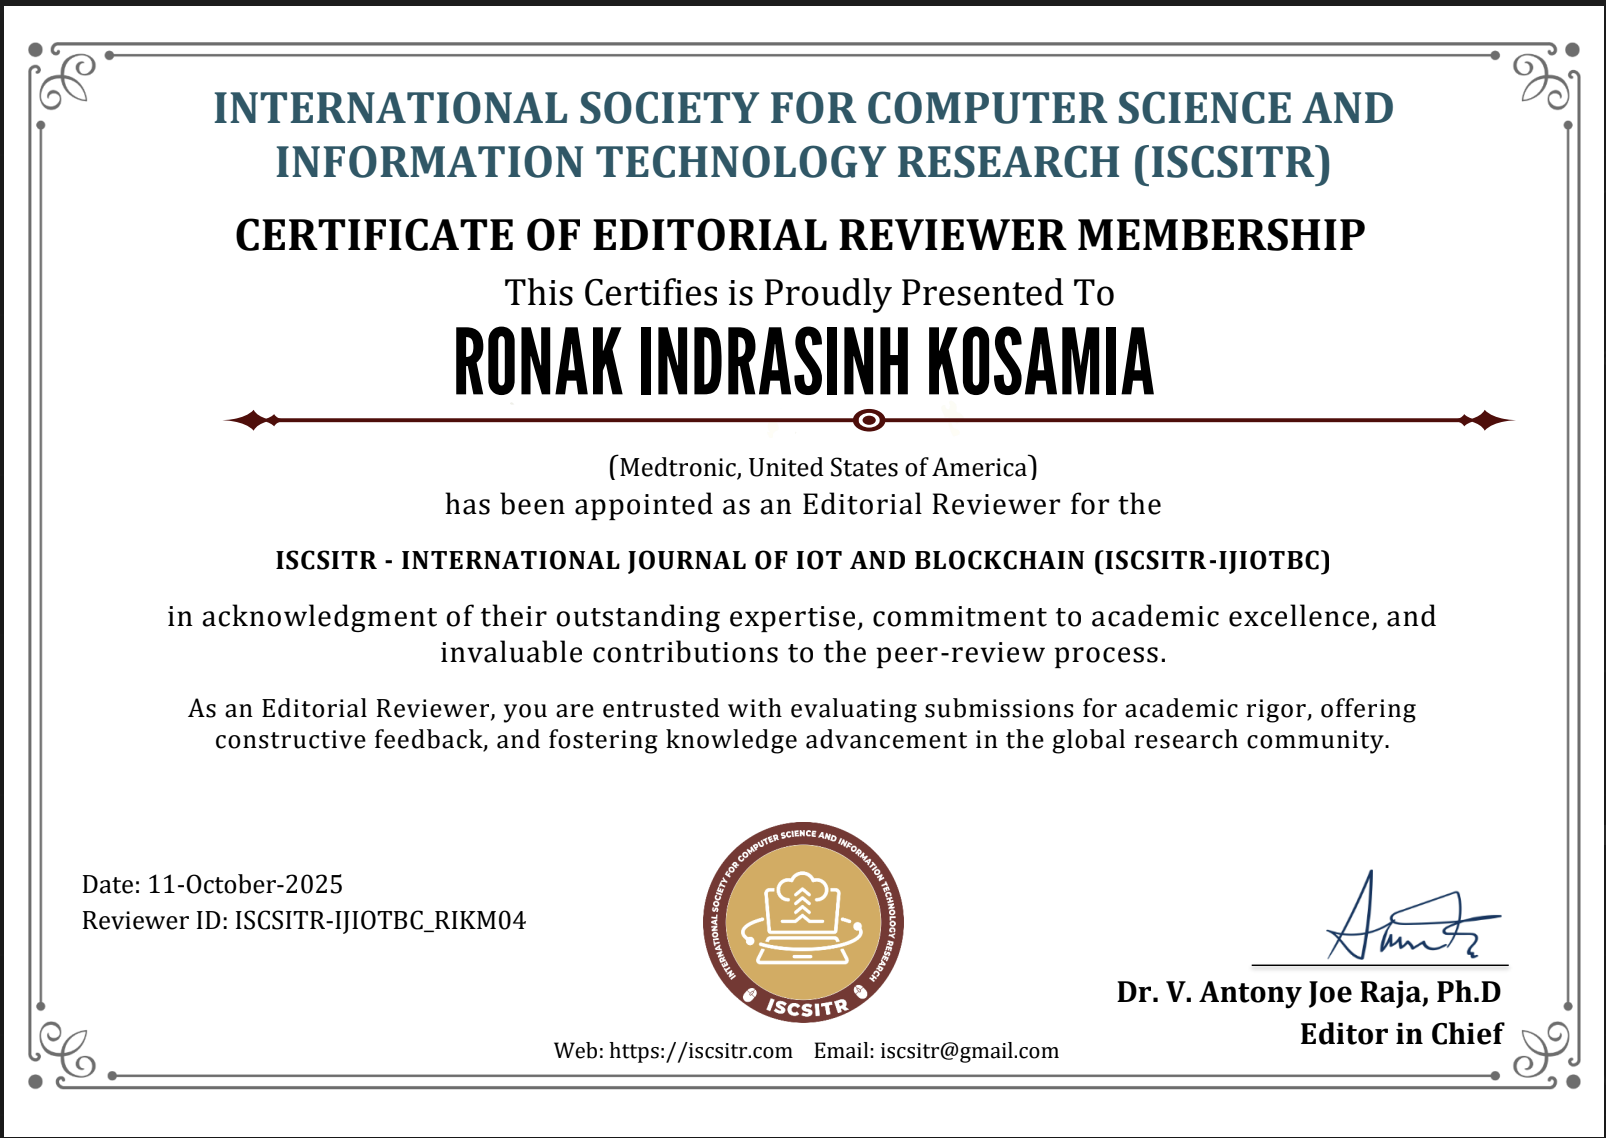 INTERNATIONAL SOCIETY FOR COMPUTER SCIENCE AND
INFORMATION TECHNOLOGY RESEARCH (ISCSITR)
CERTIFICATE OF EDITORIAL REVIEWER MEMBERSHIP
This Certifies is Proudly Presented To
RONAK INDRASINH KOSAMIA
(Medtronic, United States of America)
has been appointed as an Editorial Reviewer for the
ISCSITR - INTERNATIONAL JOURNAL OF IOT AND BLOCKCHAIN (ISCSITR-IJIOTBC)
in acknowledgment of their outstanding expertise, commitment to academic excellence, and
invaluable contributions to the peer-review process.
As an Editorial Reviewer, you are entrusted with evaluating submissions for academic rigor, offering
constructive feedback, and fostering knowledge advancement in the global research community.
Date: 11-October-2025
Reviewer ID: ISCSITR-IJIOTBC_RIKM04
INTERNATIONAL SOCIETY FOR COMPUTER SCIENCE AND INFORMATION TECHNOLOGY RESEARCH
ISCSITR
Dr. V. Antony Joe Raja, Ph.D
Editor in Chief
Web: https://iscsitr.com Email: iscsitr@gmail.com